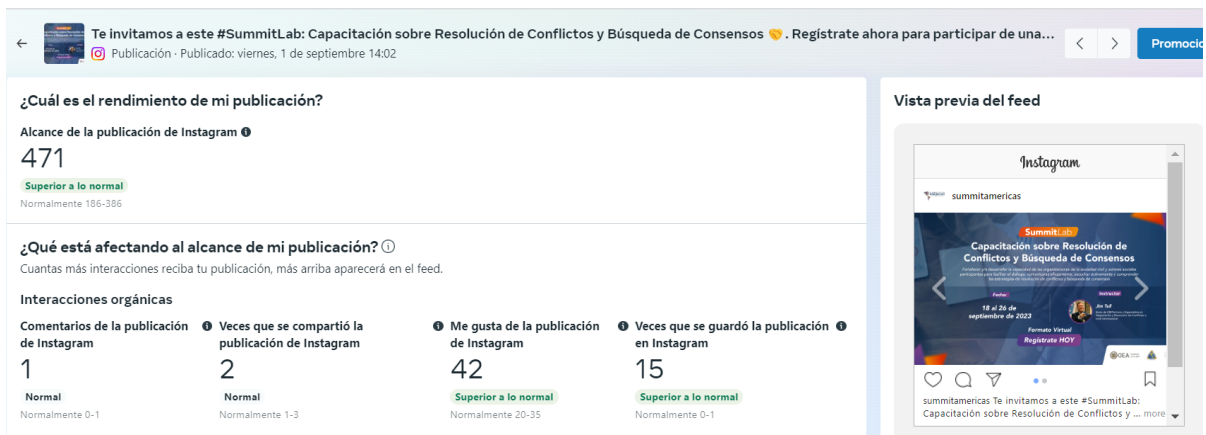 Te invitamos a este #SummitLab: Capacitación sobre Resolución de Conflictos y Búsqueda de Consensos 🤝. Regístrate ahora para participar de una...
Publicación · Publicado: viernes, 1 de septiembre 14:02
Promocio
¿Cuál es el rendimiento de mi publicación?
Alcance de la publicación de Instagram
471
Superior a lo normal
Normalmente 186-386
¿Qué está afectando al alcance de mi publicación?
Cuantas más interacciones reciba tu publicación, más arriba aparecerá en el feed.
Interacciones orgánicas
Comentarios de la publicación
de Instagram
1
Normal
Normalmente 0-1
Veces que se compartió la
publicación de Instagram
2
Normal
Normalmente 1-3
Me gusta de la publicación
de Instagram
42
Superior a lo normal
Normalmente 20-35
Veces que se guardó la publicación
en Instagram
15
Superior a lo normal
Normalmente 0-1
Vista previa del feed
Instagram
summitamericas
SummitLab
Capacitación sobre Resolución de
Conflictos y Búsqueda de Consensos
Fechas
18 al 26 de
septiembre de 2023
Instructor
Jim Tull
Formato Virtual
Regístrate HOY
OEA
summitamericas Te invitamos a este #SummitLab:
Capacitación sobre Resolución de Conflictos y ... more